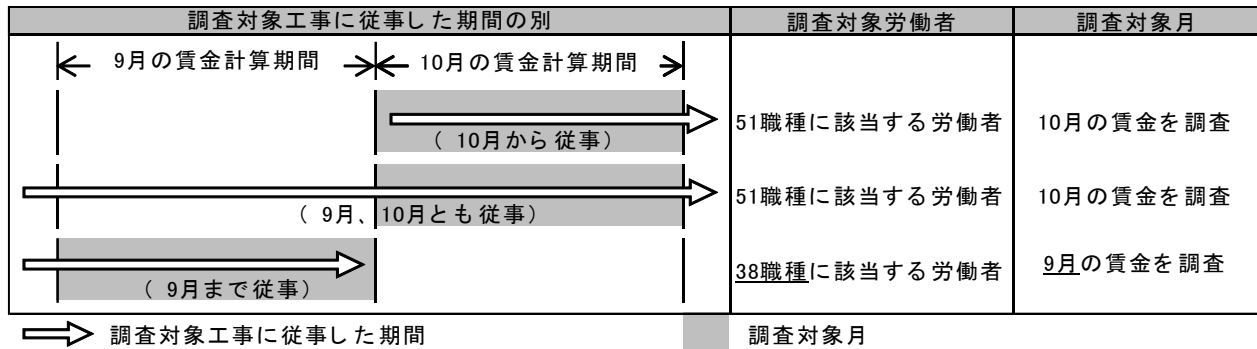 調査対象工事に従事した期間の別 調査対象労働者 調査対象月
9月の賃金計算期間 10月の賃金計算期間
51職種に該当する労働者 10月の賃金を調査
（ 10月から従事）
51職種に該当する労働者 10月の賃金を調査
（ 9月、10月とも従事）
38職種に該当する労働者 9月の賃金を調査
（ 9月まで従事）
調査対象工事に従事した期間 調査対象月